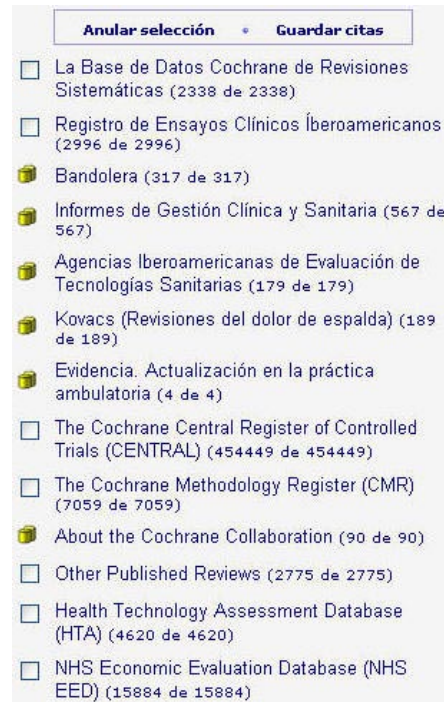 Anular selección • Guardar citas
La Base de Datos Cochrane de Revisiones
Sistemáticas (2338 de 2338)
Registro de Ensayos Clínicos Íberoamericanos
(2996 de 2996)
Bandolera (317 de 317)
Informes de Gestión Clínica y Sanitaria (567 de
567)
Agencias Iberoamericanas de Evaluación de
Tecnologías Sanitarias (179 de 179)
Kovacs (Revisiones del dolor de espalda) (189
de 189)
Evidencia. Actualización en la práctica
ambulatoria (4 de 4)
The Cochrane Central Register of Controlled
Trials (CENTRAL) (454449 de 454449)
The Cochrane Methodology Register (CMR)
(7059 de 7059)
About the Cochrane Collaboration (90 de 90)
Other Published Reviews (2775 de 2775)
Health Technology Assessment Database
(HTA) (4620 de 4620)
NHS Economic Evaluation Database (NHS
EED) (15884 de 15884)